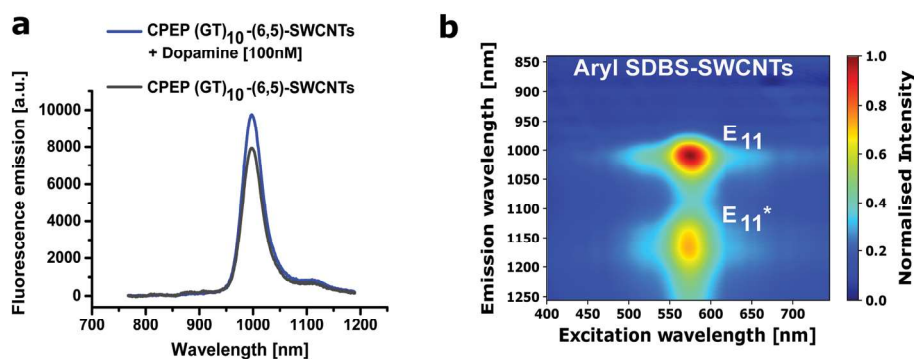 a
CPEP (GT)10-(6,5)-SWCNTs
+ Dopamine [100nM]
CPEP (GT)10-(6,5)-SWCNTs
Fluorescence emission [a.u.]
10000
8000
6000
4000
2000
0
700 800 900 1000 1100 1200
Wavelength [nm]
b
Aryl SDBS-SWCNTs
E11
E11*
Emission wavelength [nm]
850
900
950
1000
1050
1100
1150
1200
1250
400 450 500 550 600 650 700
Excitation wavelength [nm]
1.0
0.8
0.6
0.4
0.2
0.0
Normalised Intensity